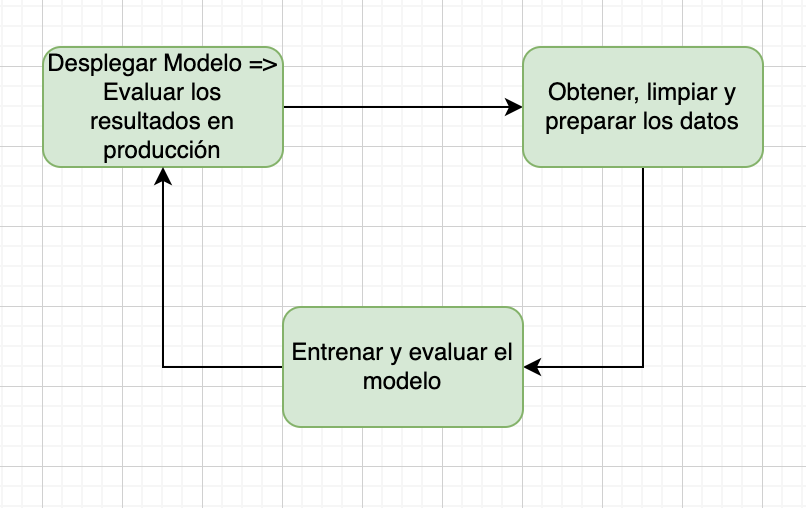 Desplegar Modelo =>
Evaluar los
resultados en
producción
Obtener, limpiar y
preparar los datos
Entrenar y evaluar el
modelo